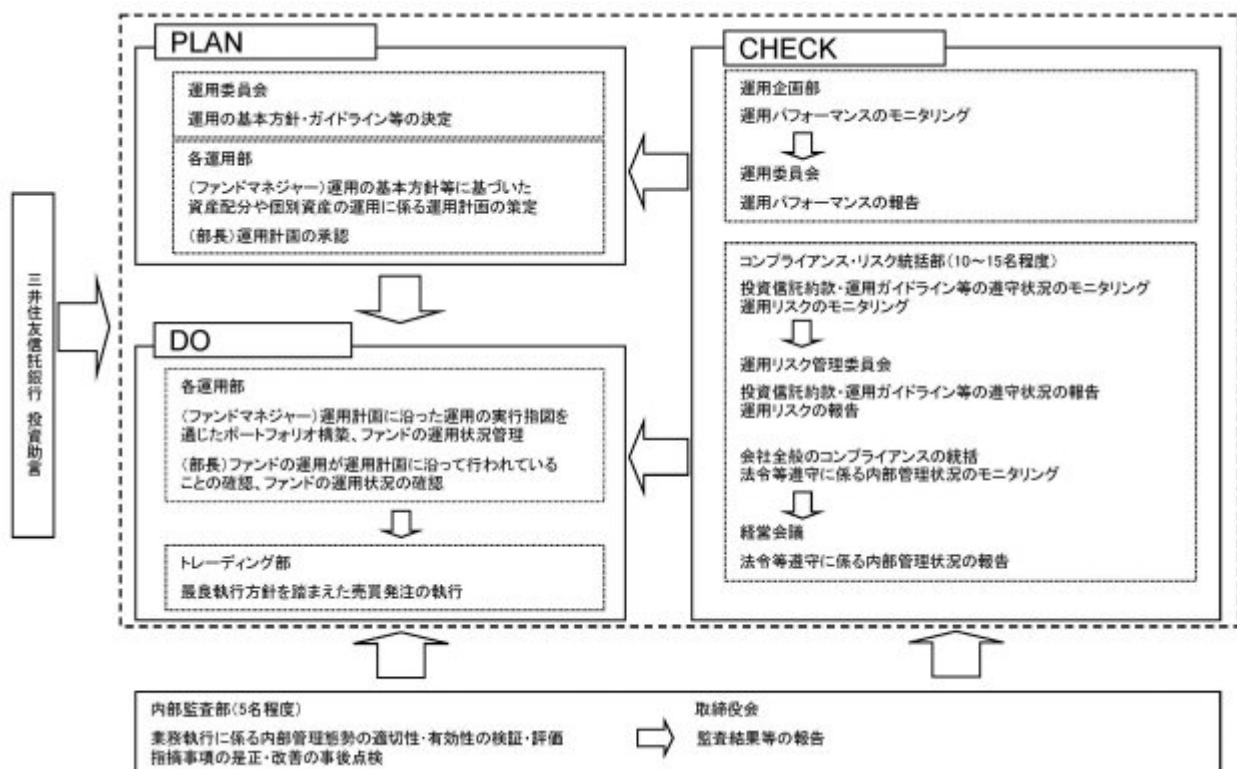 三井住友信託銀行 投資助言
PLAN
運用委員会
運用の基本方針・ガイドライン等の決定
各運用部
(ファンドマネジャー)運用の基本方針等に基づいた
資産配分や個別資産の運用に係る運用計画の策定
(部長)運用計画の承認
DO
各運用部
(ファンドマネジャー)運用計画に沿った運用の実行指図を
通じたポートフォリオ構築、ファンドの運用状況管理
(部長)ファンドの運用が運用計画に沿って行われている
ことの確認、ファンドの運用状況の確認
トレーディング部
最良執行方針を踏まえた売買発注の執行
CHECK
運用企画部
運用パフォーマンスのモニタリング
運用委員会
運用パフォーマンスの報告
コンプライアンス・リスク統括部(10～15名程度)
投資信託約款・運用ガイドライン等の遵守状況のモニタリング
運用リスクのモニタリング
運用リスク管理委員会
投資信託約款・運用ガイドライン等の遵守状況の報告
運用リスクの報告
会社全般のコンプライアンスの統括
法令等遵守に係る内部管理状況のモニタリング
経営会議
法令等遵守に係る内部管理状況の報告
内部監査部(5名程度)
業務執行に係る内部管理態勢の適切性・有効性の検証・評価
指摘事項の是正・改善の事後点検
取締役会
監査結果等の報告